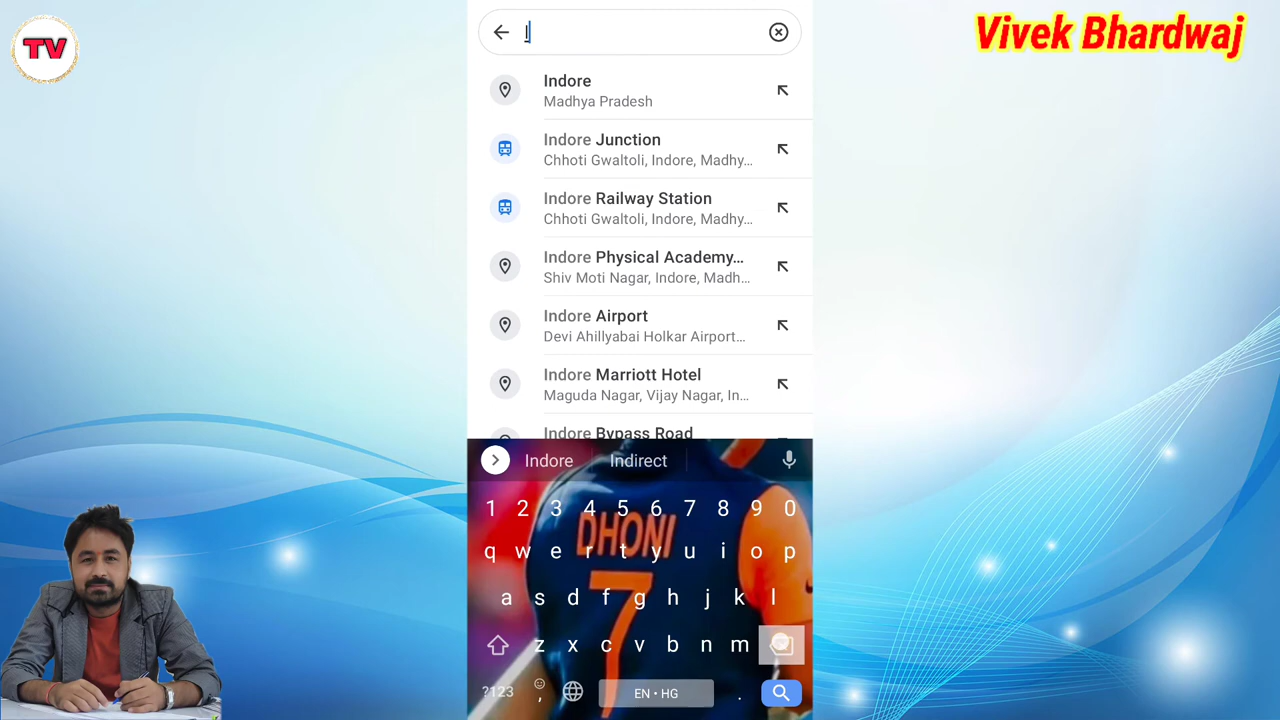 TV
Vivek Bhardwaj
I
Indore
Madhya Pradesh
Indore Junction
Chhoti Gwaltoli, Indore, Madhy...
Indore Railway Station
Chhoti Gwaltoli, Indore, Madhy...
Indore Physical Academy...
Shiv Moti Nagar, Indore, Madh...
Indore Airport
Devi Ahillyabai Holkar Airport...
Indore Marriott Hotel
Maguda Nagar, Vijay Nagar, In...
Indore Bypass Road
Indore Indirect
1 2 3 4 5 6 7 8 9 0
DHONI
q w e r t y u i o p
7
a s d f g h j k l
z x c v b n m
?123 , EN • HG .